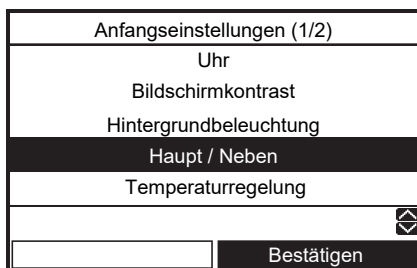 Anfangseinstellungen (1/2)
Uhr
Bildschirmkontrast
Hintergrundbeleuchtung
Haupt / Neben
Temperaturregelung
Bestätigen